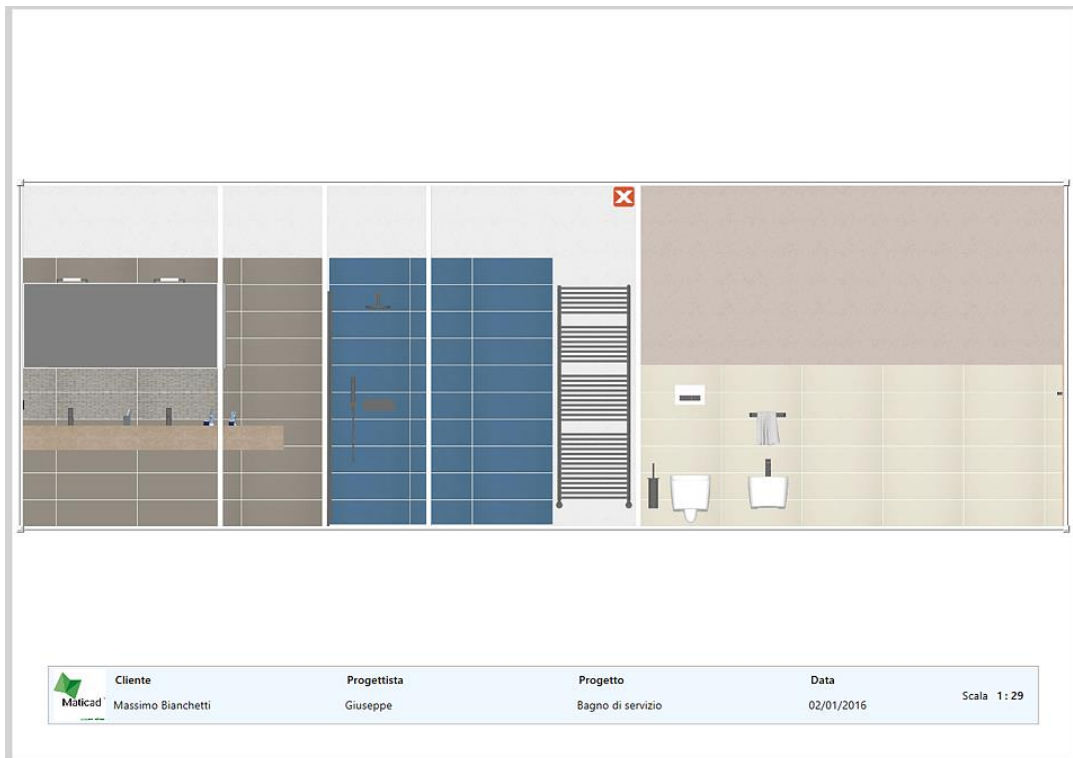 Cliente
Progettista
Progetto
Data
Maticad
Massimo Bianchetti
Giuseppe
Bagno di servizio
02/01/2016
Scala 1 : 29